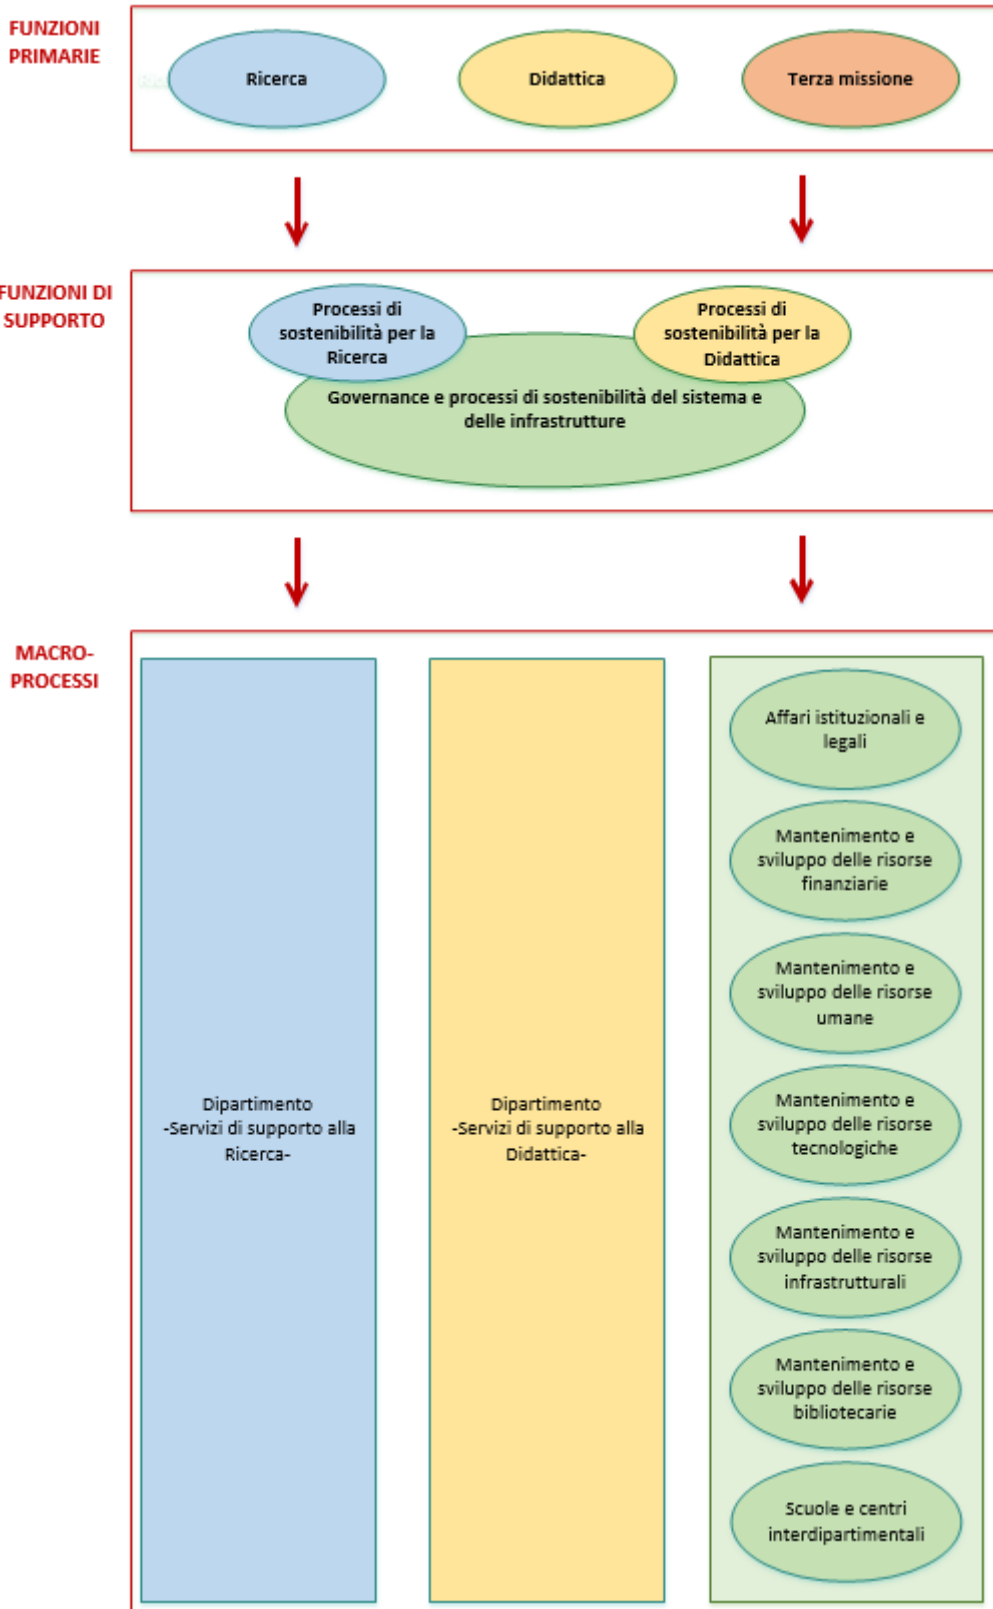 FUNZIONI
PRIMARIE
Ricerca
Didattica
Terza missione
FUNZIONI DI
SUPPORTO
Processi di
sostenibilità per la
Ricerca
Processi di
sostenibilità per la
Didattica
Governance e processi di sostenibilità del sistema e
delle infrastrutture
MACRO-
PROCESSI
Dipartimento
-Servizi di supporto alla
Ricerca-
Dipartimento
-Servizi di supporto alla
Didattica-
Affari istituzionali e
legali
Mantenimento e
sviluppo delle risorse
finanziarie
Mantenimento e
sviluppo delle risorse
umane
Mantenimento e
sviluppo delle risorse
tecnologiche
Mantenimento e
sviluppo delle risorse
infrastrutturali
Mantenimento e
sviluppo delle risorse
bibliotecarie
Scuole e centri
interdipartimentali